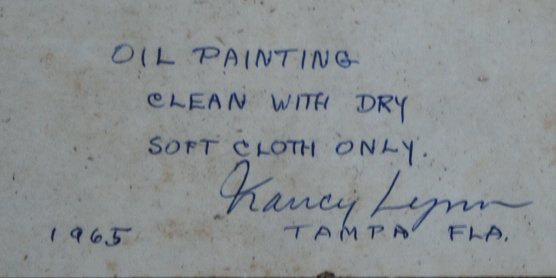 OIL PAINTING
CLEAN WITH DRY
SOFT CLOTH ONLY.
Nancy Lynn
1965 TAMPA FLA.